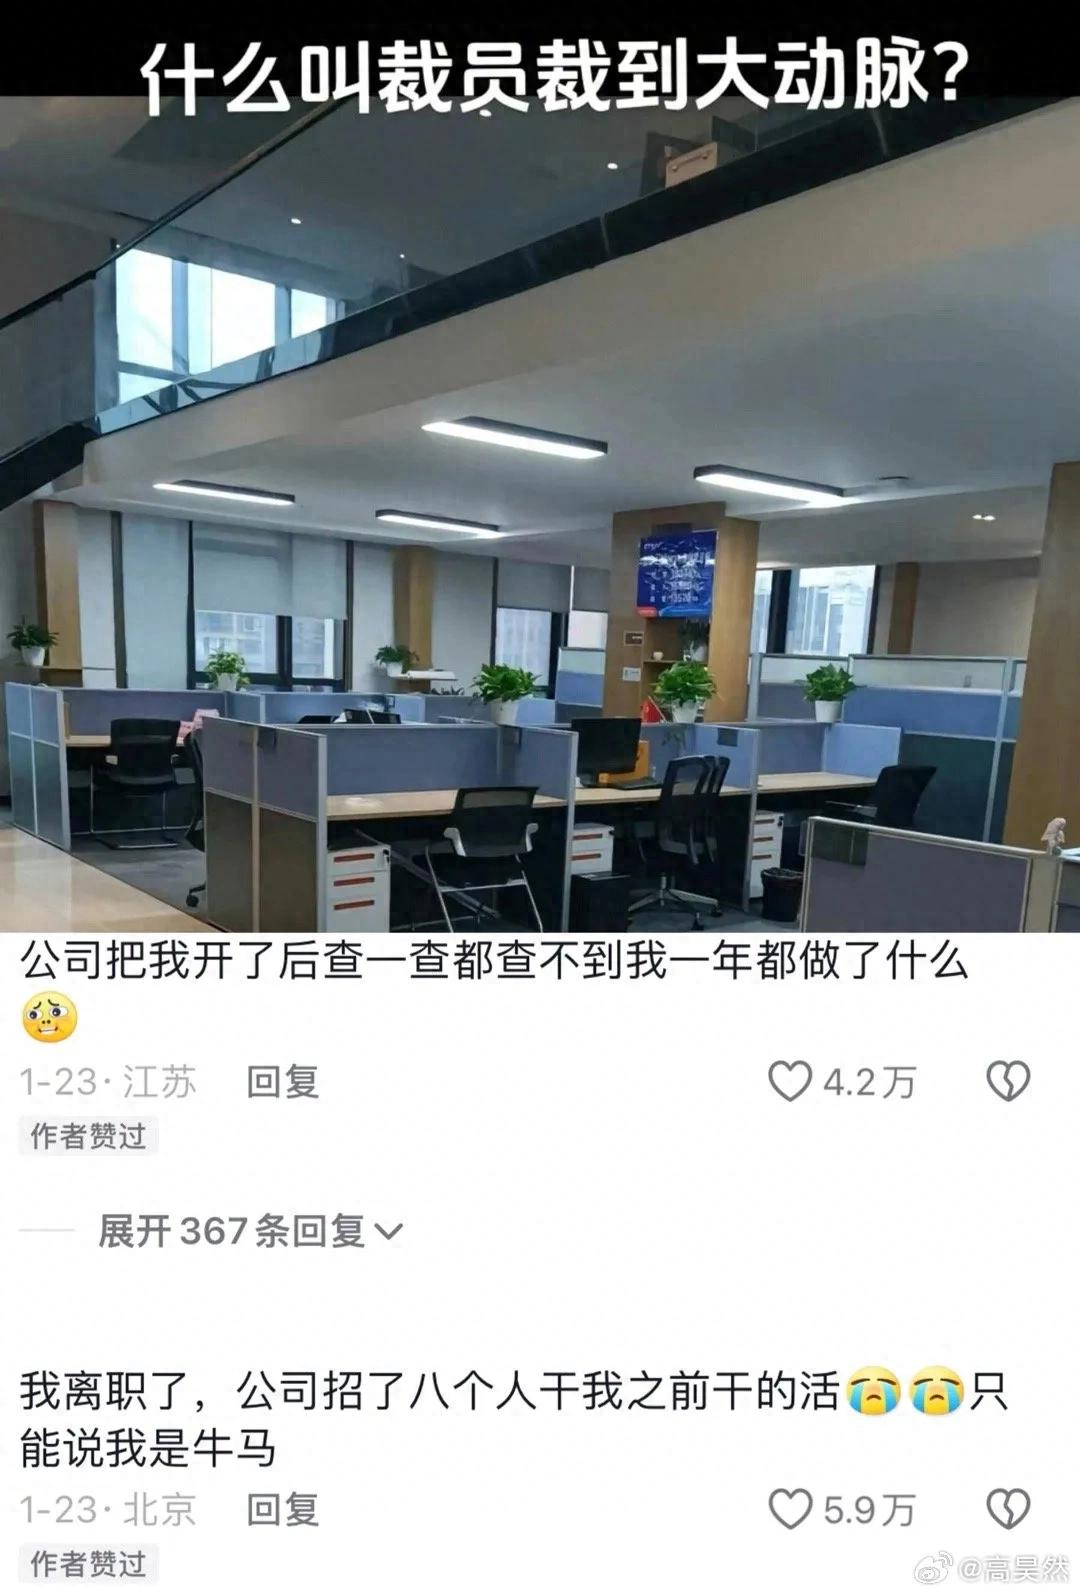 什么叫裁员裁到大动脉？
公司把我开了后查一查都查不到我一年都做了什么
1-23·江苏 回复 4.2万
作者赞过
展开367条回复
我离职了，公司招了八个人干我之前干的活😭😭只
能说我是牛马
1-23·北京 回复 5.9万
作者赞过
@高昊然